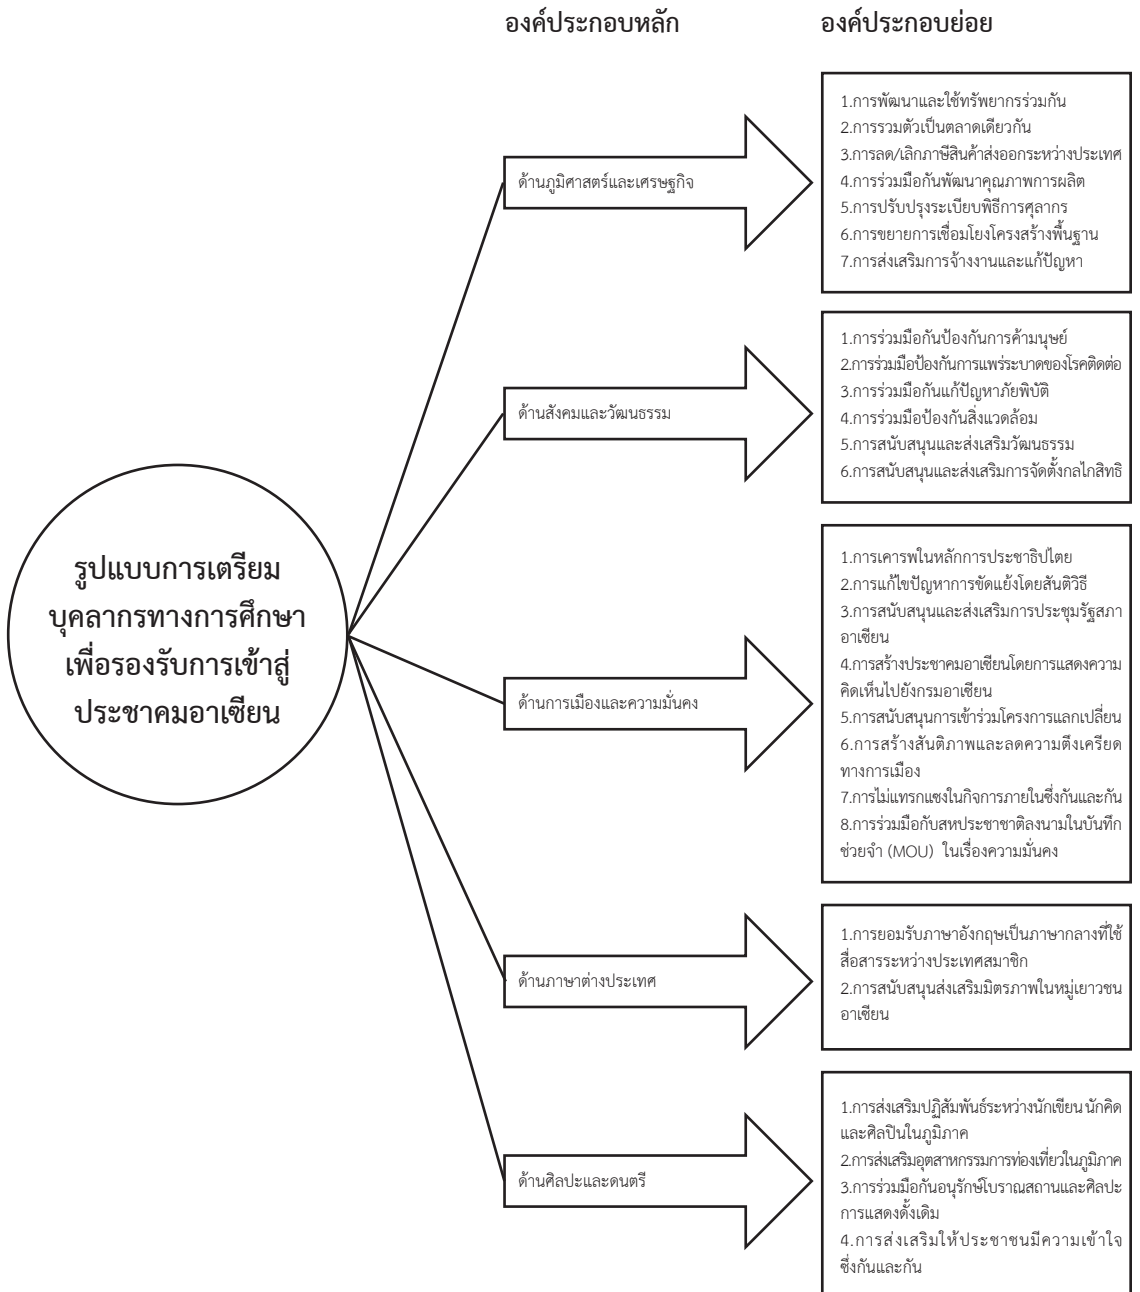 องค์ประกอบหลัก
องค์ประกอบย่อย
รูปแบบการเตรียม
บุคลากรทางการศึกษา
เพื่อรองรับการเข้าสู่
ประชาคมอาเซียน
ด้านภูมิศาสตร์และเศรษฐกิจ
1.การพัฒนาและใช้ทรัพยากรร่วมกัน
2.การรวมตัวเป็นตลาดเดียวกัน
3.การลด/เลิกภาษีสินค้าส่งออกระหว่างประเทศ
4.การร่วมมือกันพัฒนาคุณภาพการผลิต
5.การปรับปรุงระเบียบพิธีการศุลากร
6.การขยายการเชื่อมโยงโครงสร้างพื้นฐาน
7.การส่งเสริมการจ้างงานและแก้ปัญหา
ด้านสังคมและวัฒนธรรม
1.การร่วมมือกันป้องกันการค้ามนุษย์
2.การร่วมมือป้องกันการแพร่ระบาดของโรคติดต่อ
3.การร่วมมือกันแก้ปัญหาภัยพิบัติ
4.การร่วมมือป้องกันสิ่งแวดล้อม
5.การสนับสนุนและส่งเสริมวัฒนธรรม
6.การสนับสนุนและส่งเสริมการจัดตั้งกลไกสิทธิ
ด้านการเมืองและความมั่นคง
1.การเคารพในหลักการประชาธิปไตย
2.การแก้ไขปัญหาการขัดแย้งโดยสันติวิธี
3.การสนับสนุนและส่งเสริมการประชุมรัฐสภา
อาเซียน
4.การสร้างประชาคมอาเซียนโดยการแสดงความ
คิดเห็นไปยังกรมอาเซียน
5.การสนับสนุนการเข้าร่วมโครงการแลกเปลี่ยน
6.การสร้างสันติภาพและลดความตึงเครียด
ทางการเมือง
7.การไม่แทรกแซงในกิจการภายในซึ่งกันและกัน
8.การร่วมมือกับสหประชาชาติลงนามในบันทึก
ช่วยจำ (MOU) ในเรื่องความมั่นคง
ด้านภาษาต่างประเทศ
1.การยอมรับภาษาอังกฤษเป็นภาษากลางที่ใช้
สื่อสารระหว่างประเทศสมาชิก
2.การสนับสนุนส่งเสริมมิตรภาพในหมู่เยาวชน
อาเซียน
ด้านศิลปะและดนตรี
1.การส่งเสริมปฏิสัมพันธ์ระหว่างนักเขียน นักคิด
และศิลปินในภูมิภาค
2.การส่งเสริมอุตสาหกรรมการท่องเที่ยวในภูมิภาค
3.การร่วมมือกันอนุรักษ์โบราณสถานและศิลปะ
การแสดงดั้งเดิม
4.การส่งเสริมให้ประชาชนมีความเข้าใจ
ซึ่งกันและกัน